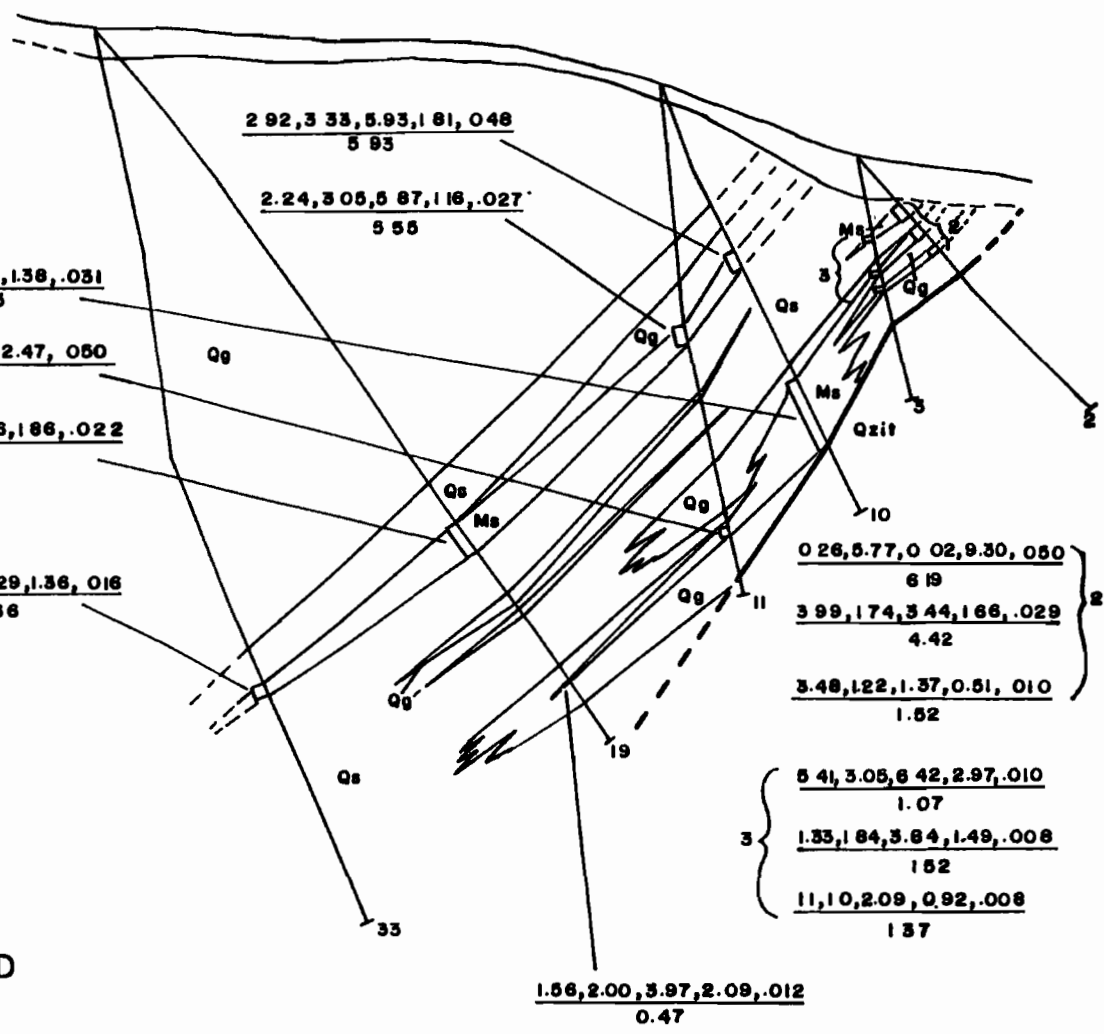 2 92,3 33,5.93,1 81, 048
5 93
2.24,3 05,5 87,1 16,.027
5 55
,1.38,.031
2.47, 050
,1 86,.022
29,1.36, 016
Ms
2
3
Qg
Qs
Qg
Qg
Ms
3
2
Qzit
Qs
Ms
Qg
10
11
Qg
Qg
19
Qs
33
0 26,5.77,0 02,9.30, 050
6 19
3 99,1 74,3 44,1 66,.029
4.42
3.48,1.22,1.37,0.51, 010
1.52
2
5 41, 3.05,6 42,2.97,.010
1.07
1.33,1 84,3.84,1.49,.008
1 52
11,1 0,2.09,0.92,.008
1 37
3
D
1.56,2.00,3.97,2.09,.012
0.47